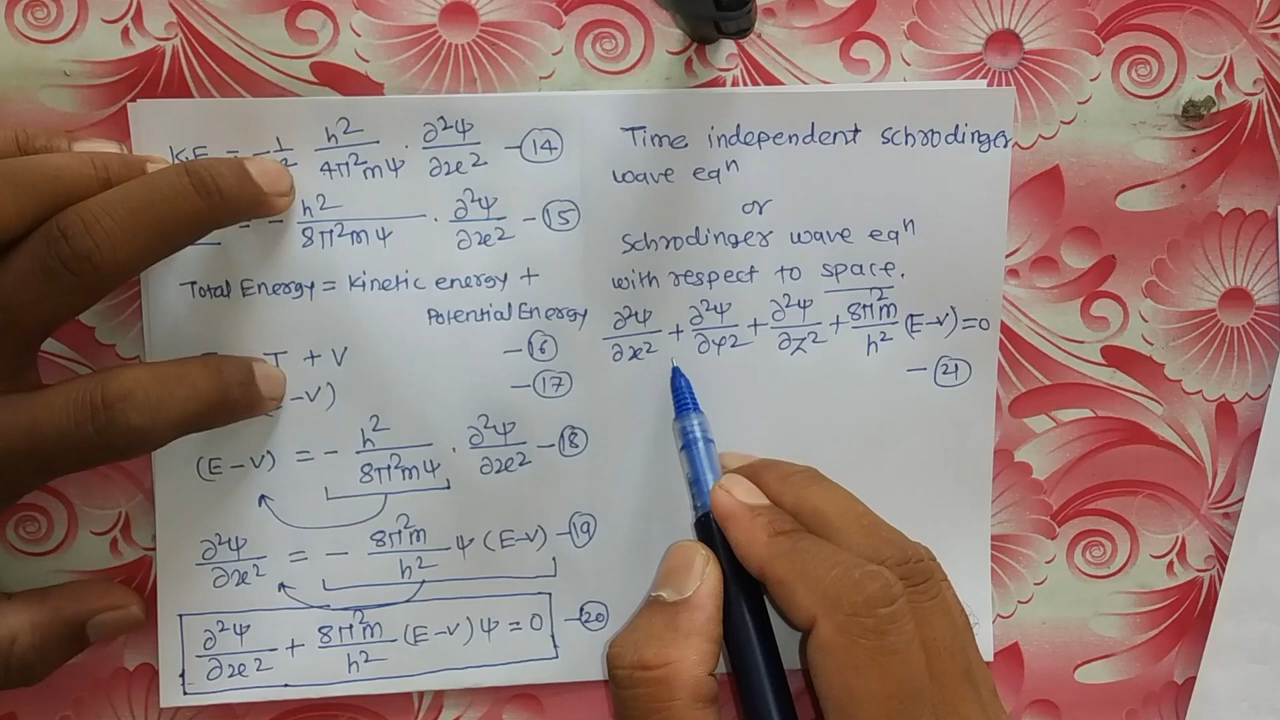 K.E = - 1 h²/4π²mψ . ∂²ψ/∂x² - (14)
= - h²/8π²mψ . ∂²ψ/∂x² - (15)
Total Energy = kinetic energy +
Potential Energy
T + V - (16)
-V) - (17)
(E-V) = - h²/8π²mψ . ∂²ψ/∂x² - (18)
∂²ψ/∂x² = - 8π²m/h² ψ (E-V) - (19)
∂²ψ/∂x² + 8π²m/h² (E-V) ψ = 0 - (20)
Time independent schrodinger
wave eqⁿ
or
schrodinger wave eqⁿ
with respect to space.
∂²ψ/∂x² + ∂²ψ/∂y² + ∂²ψ/∂z² + 8π²m/h² (E-V) = 0
- (21)